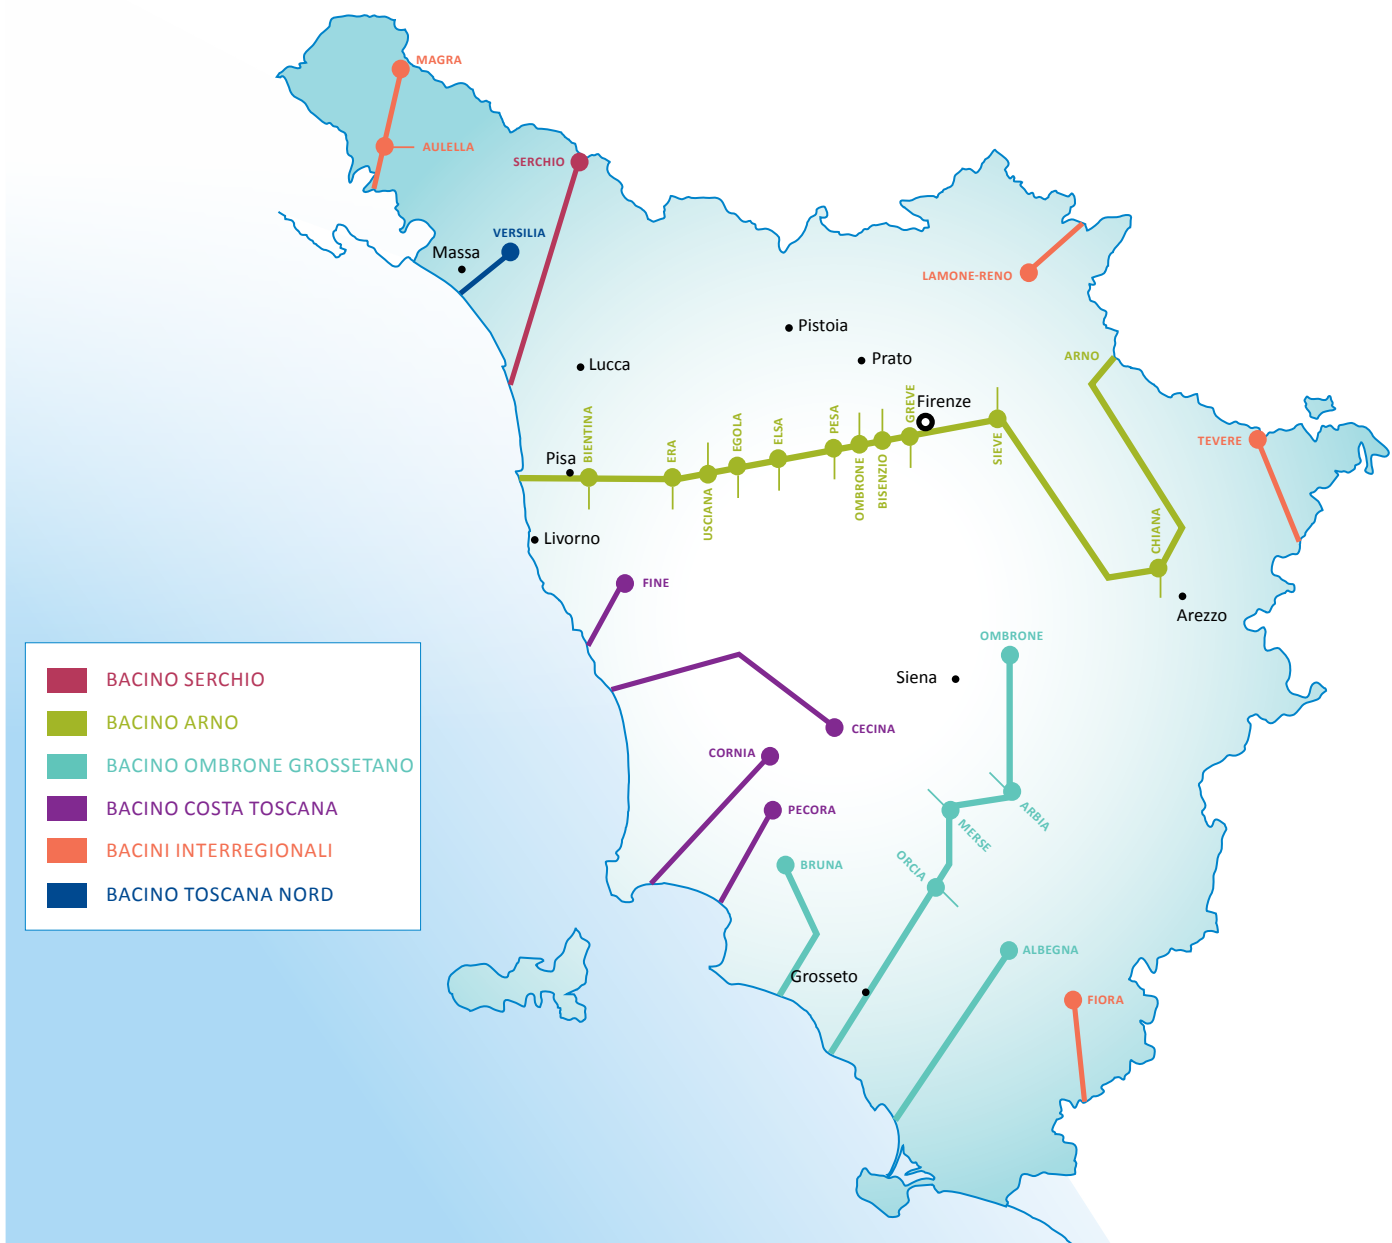 MAGRA
AULELLA
SERCHIO
VERSILIA
Massa
LAMONE-RENO
Pistoia
Prato
Lucca
ARNO
Firenze
GREVE
PESA
EGOLA
ELSA
BIENTINA
ERA
USCIANA
OMBRONE
BISENZIO
SIEVE
TEVERE
Pisa
CHIANA
Livorno
FINE
Arezzo
OMBRONE
Siena
CECINA
CORNIA
PECORA
ARBIA
MERSE
ORCIA
BRUNA
ALBEGNA
Grosseto
FIORA
BACINO SERCHIO
BACINO ARNO
BACINO OMBRONE GROSSETANO
BACINO COSTA TOSCANA
BACINI INTERREGIONALI
BACINO TOSCANA NORD